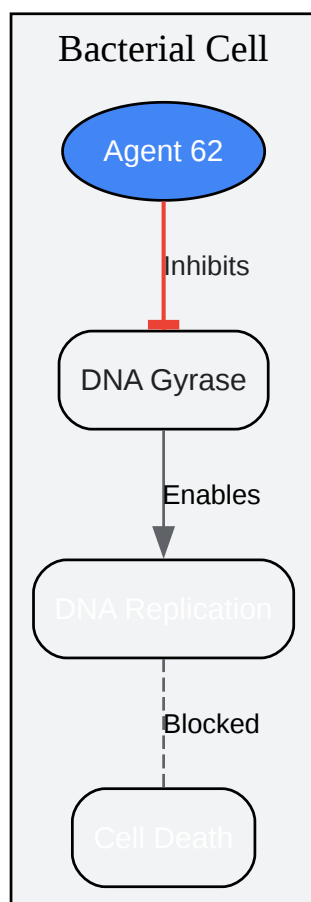 Bacterial Cell
Agent 62
Inhibits
DNA Gyrase
Enables
DNA Replication
Blocked
Cell Death